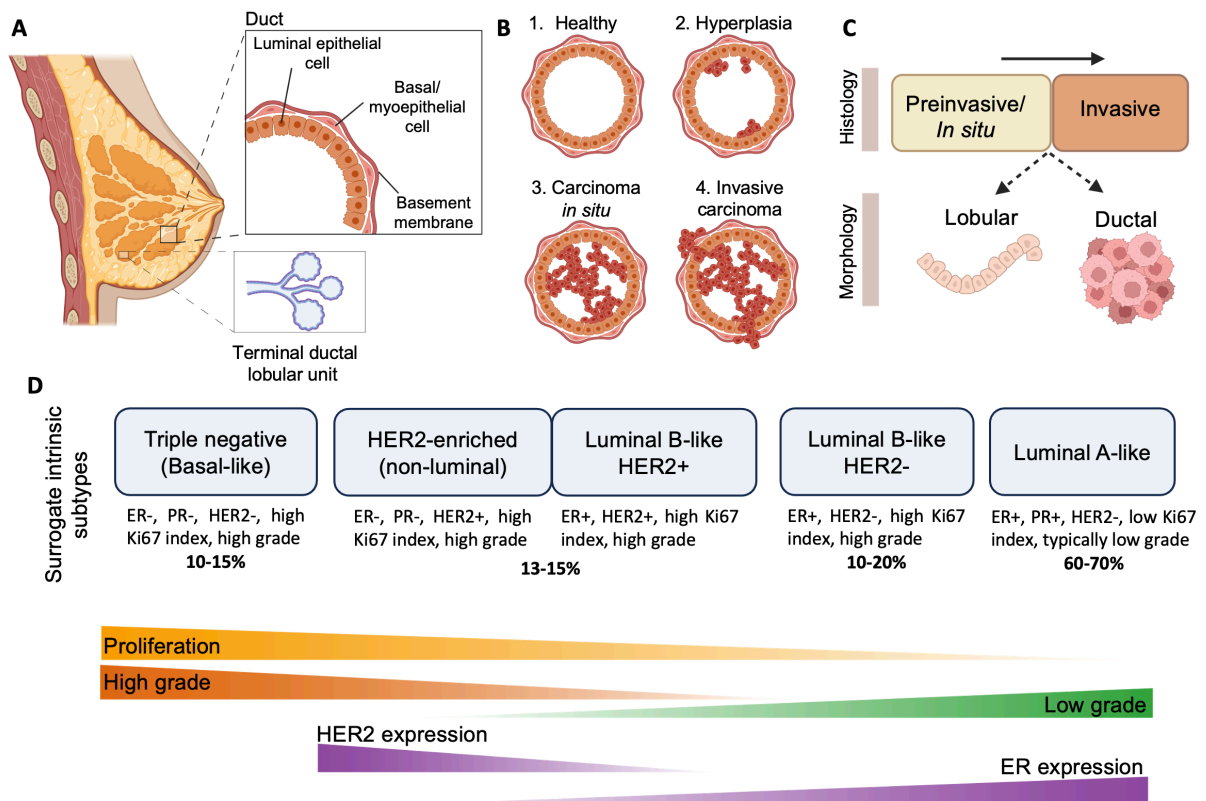 A
Duct
Luminal epithelial
cell
Basal/
myoepithelial
cell
Basement
membrane
Terminal ductal
lobular unit
B
1. Healthy
2. Hyperplasia
3. Carcinoma
in situ
4. Invasive
carcinoma
C
Histology
Preinvasive/
In situ
Invasive
Morphology
Lobular
Ductal
D
Surrogate intrinsic
subtypes
Triple negative
(Basal-like)
ER-, PR-, HER2-, high
Ki67 index, high grade
10-15%
HER2-enriched
(non-luminal)
ER-, PR-, HER2+, high
Ki67 index, high grade
Luminal B-like
HER2+
ER+, HER2+, high Ki67
index, high grade
13-15%
Luminal B-like
HER2-
ER+, HER2-, high Ki67
index, high grade
10-20%
Luminal A-like
ER+, PR+, HER2-, low Ki67
index, typically low grade
60-70%
Proliferation
High grade
Low grade
HER2 expression
ER expression